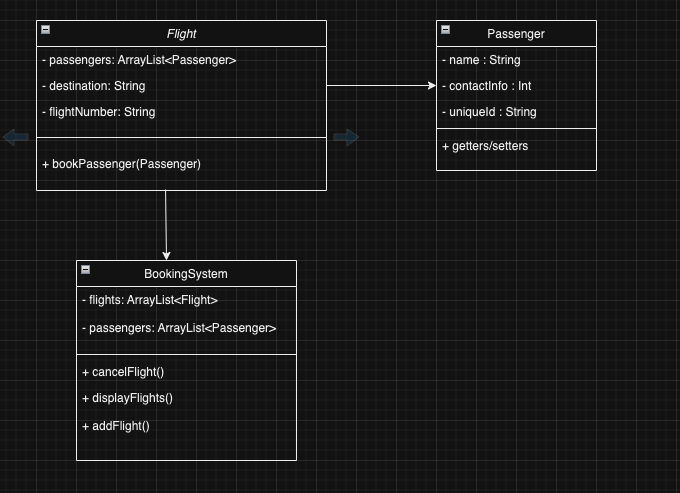 Flight
- passengers: ArrayList<Passenger>
- destination: String
- flightNumber: String
+ bookPassenger(Passenger)
Passenger
- name : String
- contactInfo : Int
- uniqueId : String
+ getters/setters
BookingSystem
- flights: ArrayList<Flight>
- passengers: ArrayList<Passenger>
+ cancelFlight()
+ displayFlights()
+ addFlight()